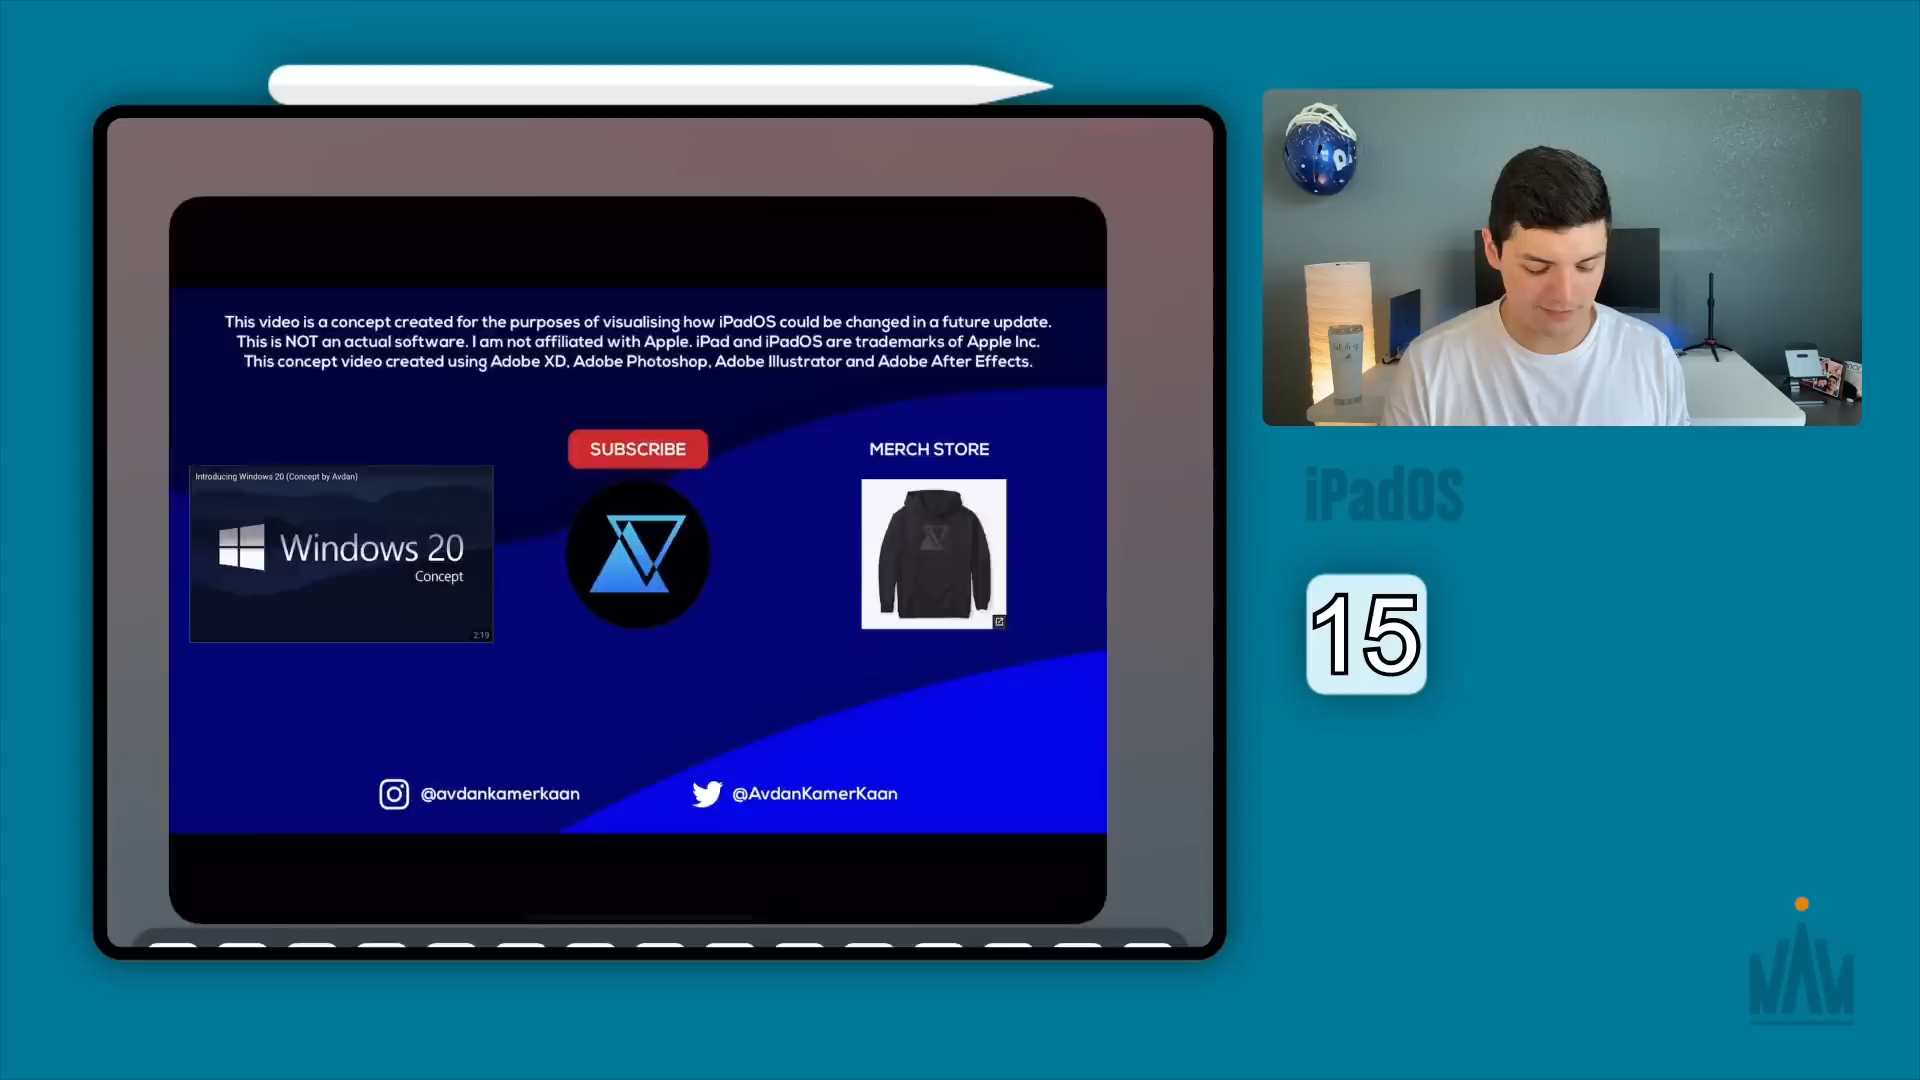 This video is a concept created for the purposes of visualising how iPadOS could be changed in a future update.
This is NOT an actual software. I am not affiliated with Apple. iPad and iPadOS are trademarks of Apple Inc.
This concept video created using Adobe XD, Adobe Photoshop, Adobe Illustrator and Adobe After Effects.
SUBSCRIBE
MERCH STORE
Introducing Windows 20 (Concept by Avdan)
Windows 20
Concept
2:19
@avdankamerkaan
@AvdanKamerKaan
iPadOS
15